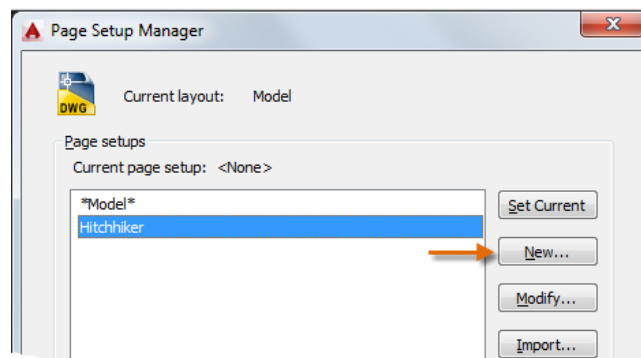 Page Setup Manager
DWG
Current layout: Model
Page setups
Current page setup: <None>
*Model*
Hitchhiker
Set Current
New...
Modify...
Import...